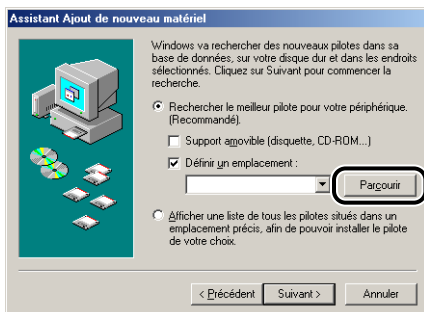 Assistant Ajout de nouveau matériel
Windows va rechercher des nouveaux pilotes dans sa
base de données, sur votre disque dur et dans les endroits
sélectionnés. Cliquez sur Suivant pour commencer la
recherche.
Rechercher le meilleur pilote pour votre périphérique.
(Recommandé).
Support amovible (disquette, CD-ROM...)
Définir un emplacement :
Parcourir
Afficher une liste de tous les pilotes situés dans un
emplacement précis, afin de pouvoir installer le pilote
de votre choix.
< Précédent Suivant > Annuler